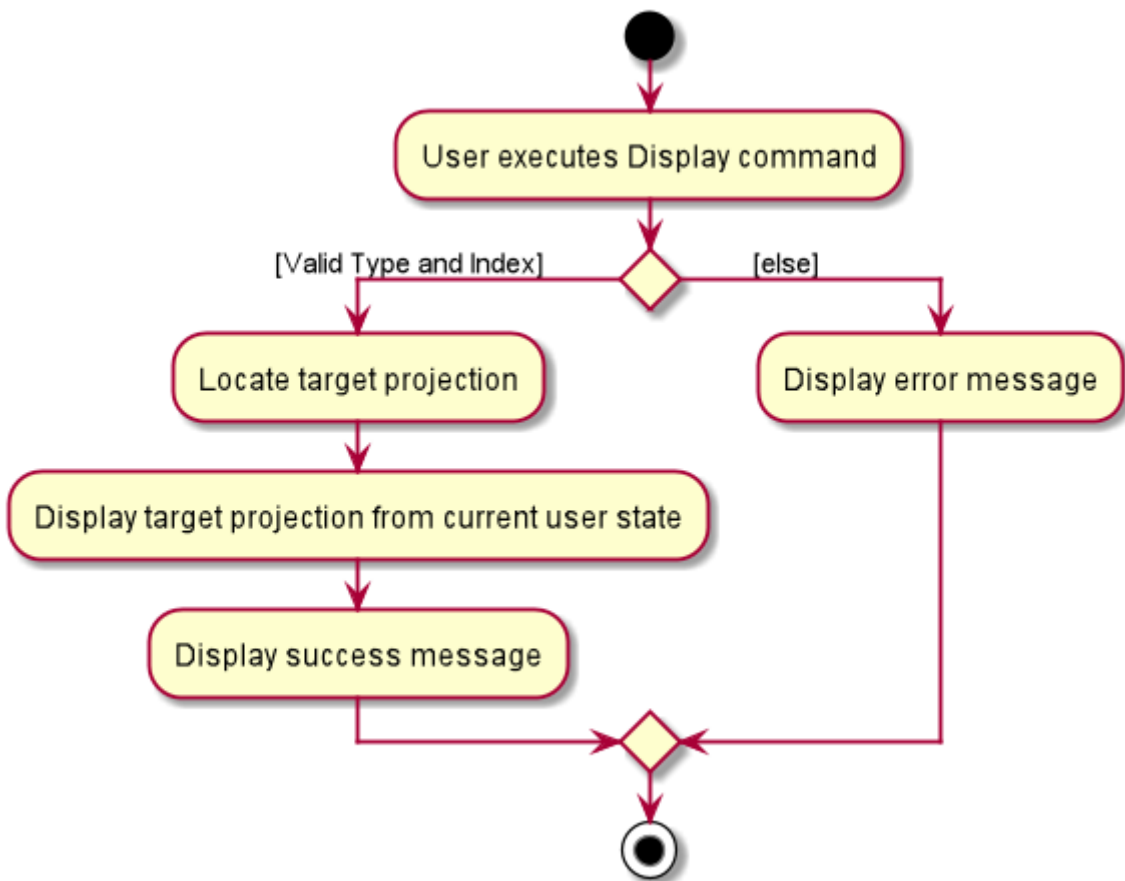 User executes Display command
[Valid Type and Index]
[else]
Locate target projection
Display error message
Display target projection from current user state
Display success message